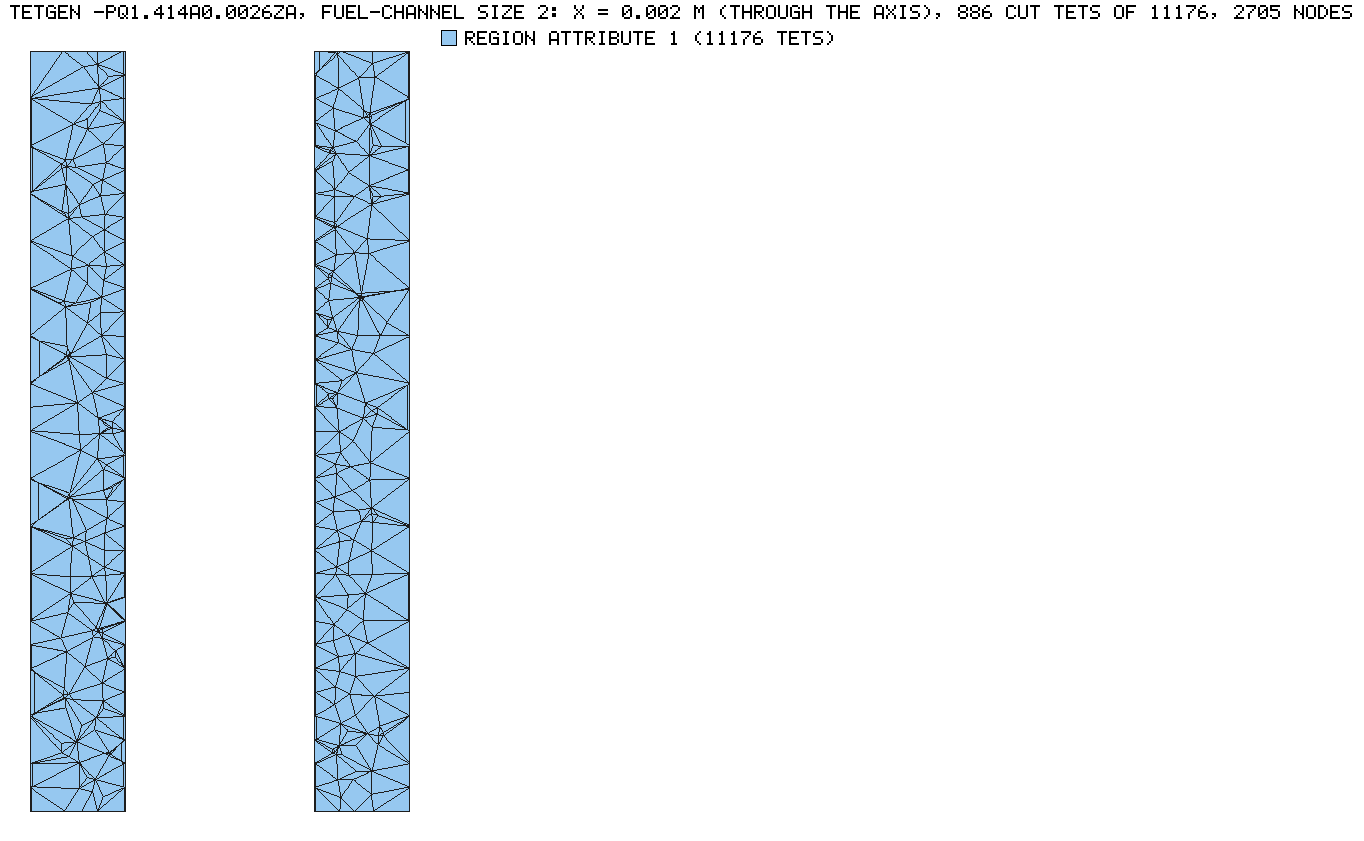 TETGEN -PQ1.414A0.0026ZA, FUEL-CHANNEL SIZE 2: X = 0.002 M (THROUGH THE AXIS), 886 CUT TETS OF 11176, 2705 NODES
REGION ATTRIBUTE 1 (11176 TETS)